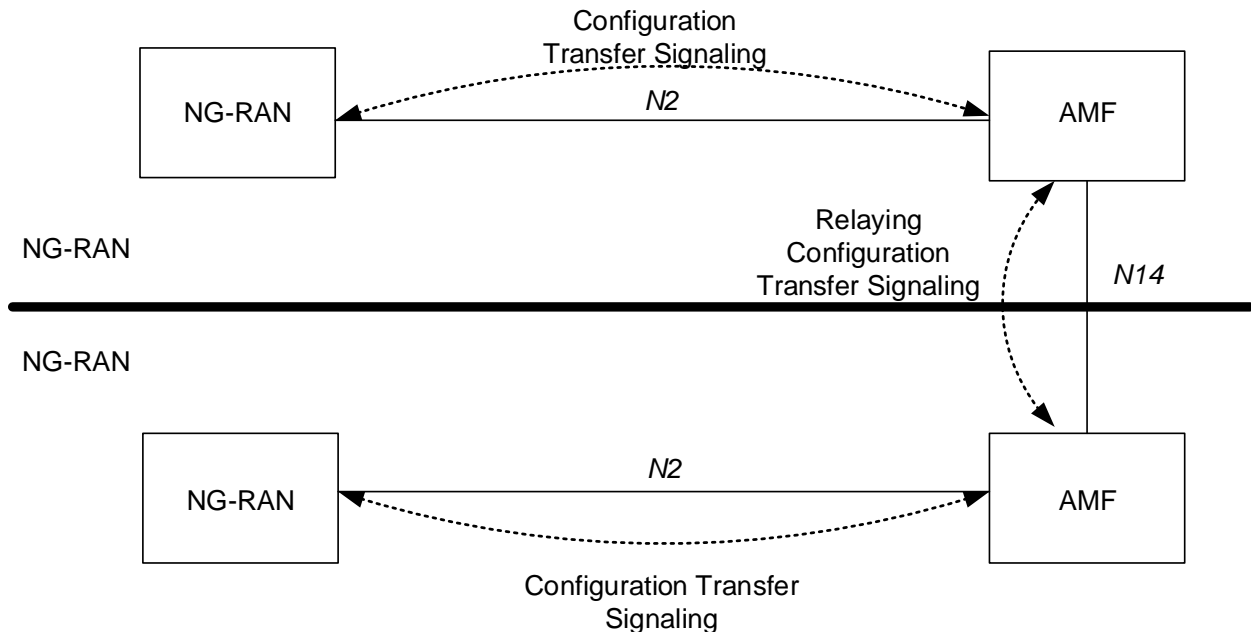 Configuration
Transfer Signaling
N2
NG-RAN
AMF
Relaying
Configuration
Transfer Signaling
N14
NG-RAN
NG-RAN
N2
NG-RAN
AMF
Configuration Transfer
Signaling